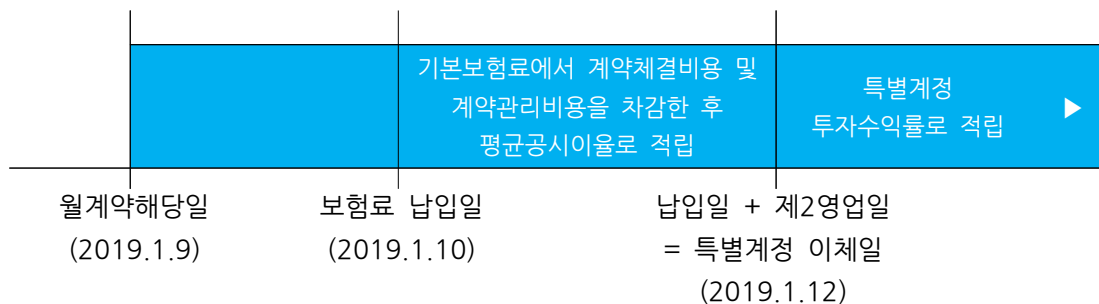 기본보험료에서 계약체결비용 및
계약관리비용을 차감한 후
평균공시이율로 적립
특별계정
투자수익률로 적립
월계약해당일
(2019.1.9)
보험료 납입일
(2019.1.10)
납입일 + 제2영업일
= 특별계정 이체일
(2019.1.12)